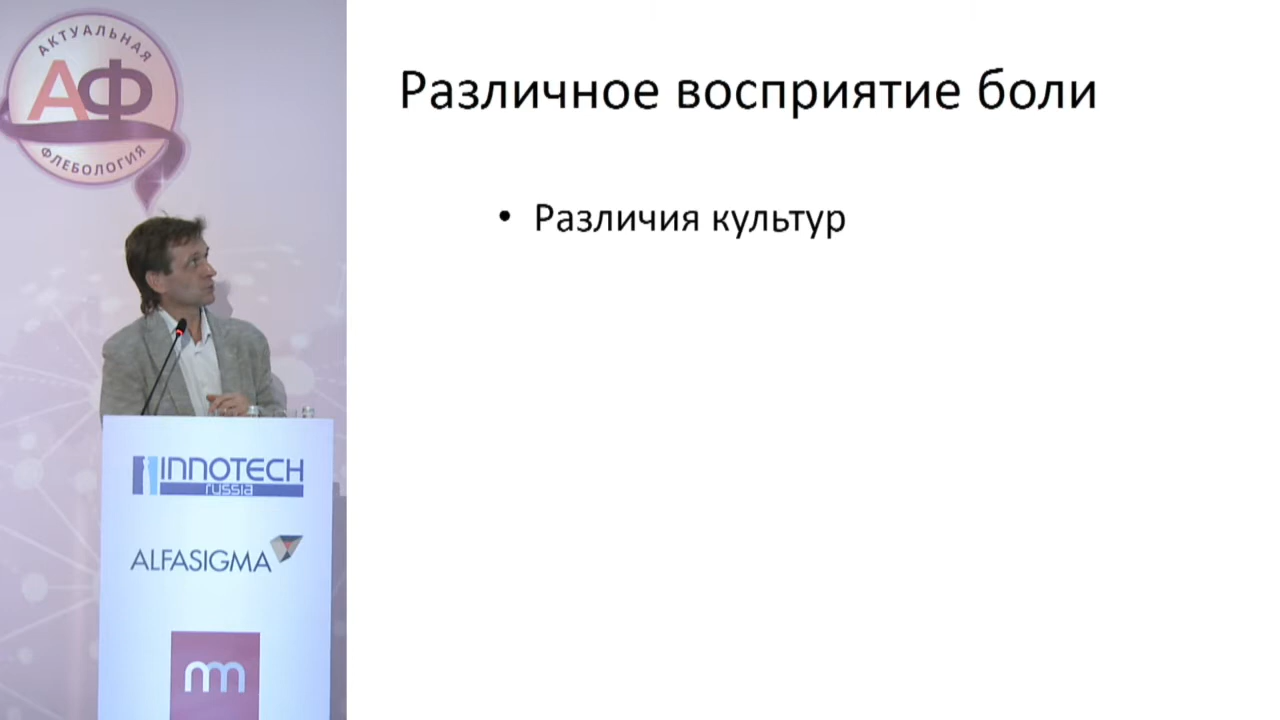 АКТУАЛЬНАЯ
АФ
ФЛЕБОЛОГИЯ
Различное восприятие боли
• Различия культур
INNOTECH
russia
ALFASIGMA